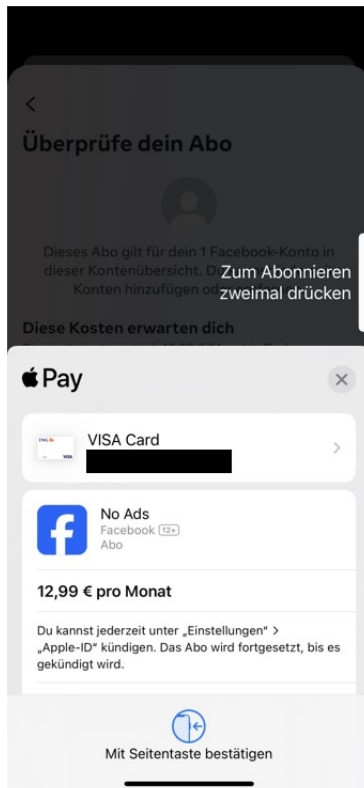 Überprüfe dein Abo
Dieses Abo gilt für dein 1 Facebook-Konto in
dieser Kontenübersicht. Du
Konten hinzufügen oder
Zum Abonnieren
zweimal drücken
Diese Kosten erwarten dich
Pay
VISA Card
No Ads
Facebook 12+
Abo
12,99 € pro Monat
Du kannst jederzeit unter „Einstellungen“ >
„Apple-ID“ kündigen. Das Abo wird fortgesetzt, bis es
gekündigt wird.
Mit Seitentaste bestätigen